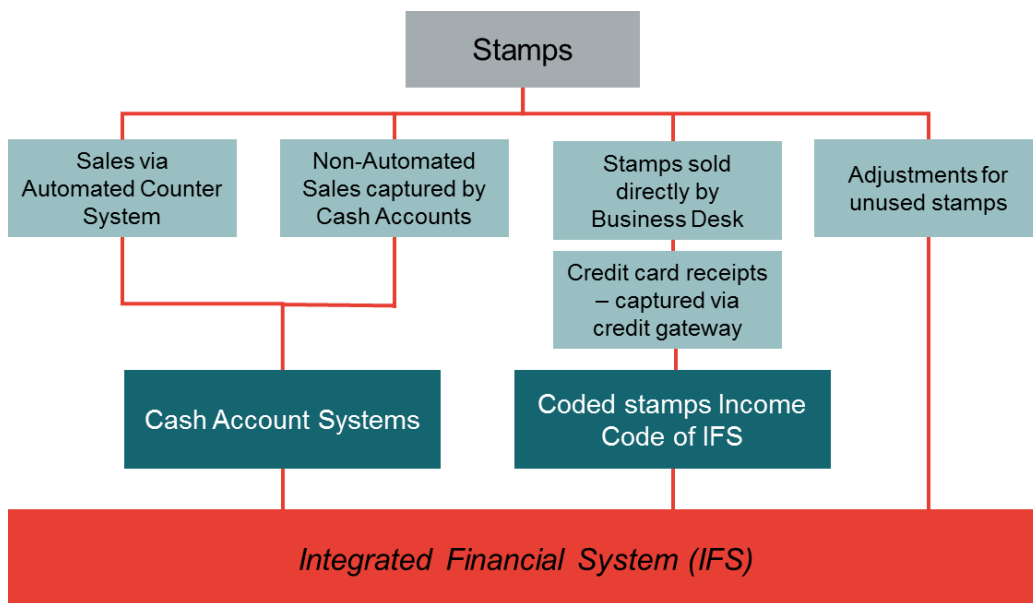 Stamps
Sales via
Automated Counter
System
Non-Automated
Sales captured by
Cash Accounts
Stamps sold
directly by
Business Desk
Adjustments for
unused stamps
Credit card receipts
– captured via
credit gateway
Cash Account Systems
Coded stamps Income
Code of IFS
Integrated Financial System (IFS)